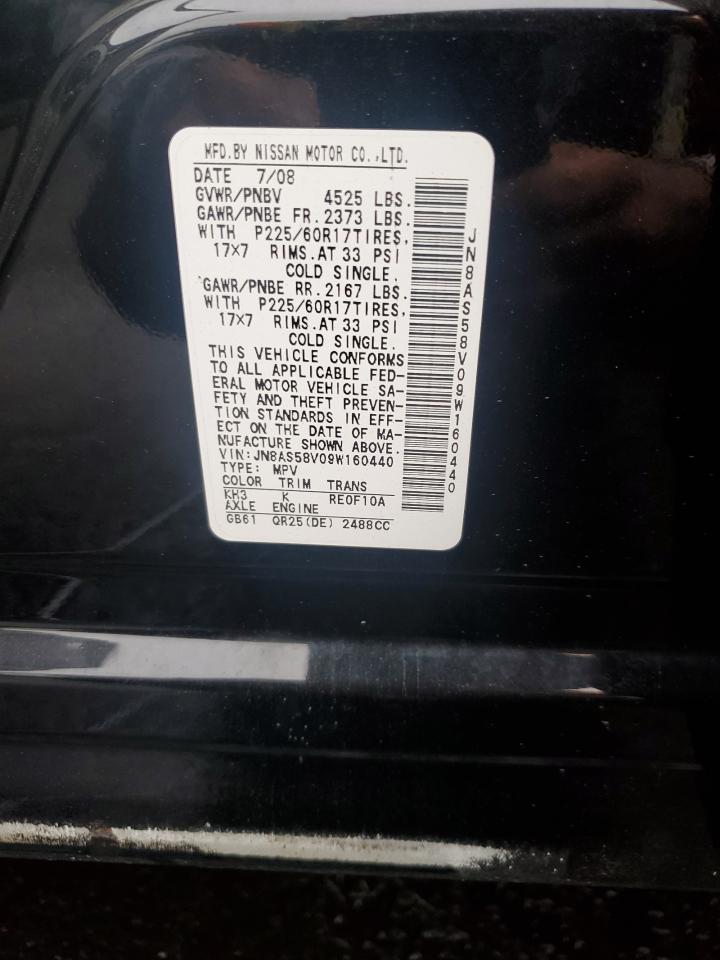 MFD.BY NISSAN MOTOR CO.,LTD.
DATE 7/08
GVWR/PNBV 4525 LBS.
GAWR/PNBE FR. 2373 LBS.
WITH P225/60R17TIRES,
17X7 RIMS.AT 33 PSI
COLD SINGLE.
GAWR/PNBE RR. 2167 LBS.
WITH P225/60R17TIRES,
17X7 RIMS.AT 33 PSI
COLD SINGLE.
THIS VEHICLE CONFORMS
TO ALL APPLICABLE FED-
ERAL MOTOR VEHICLE SA-
FETY AND THEFT PREVEN-
TION STANDARDS IN EFF-
ECT ON THE DATE OF MA-
NUFACTURE SHOWN ABOVE.
VIN:JN8AS58V09W160440
TYPE: MPV
COLOR TRIM TRANS
KH3 K RE0F10A
AXLE ENGINE
GB61 QR25(DE) 2488CC
JN8AS58V09W160440